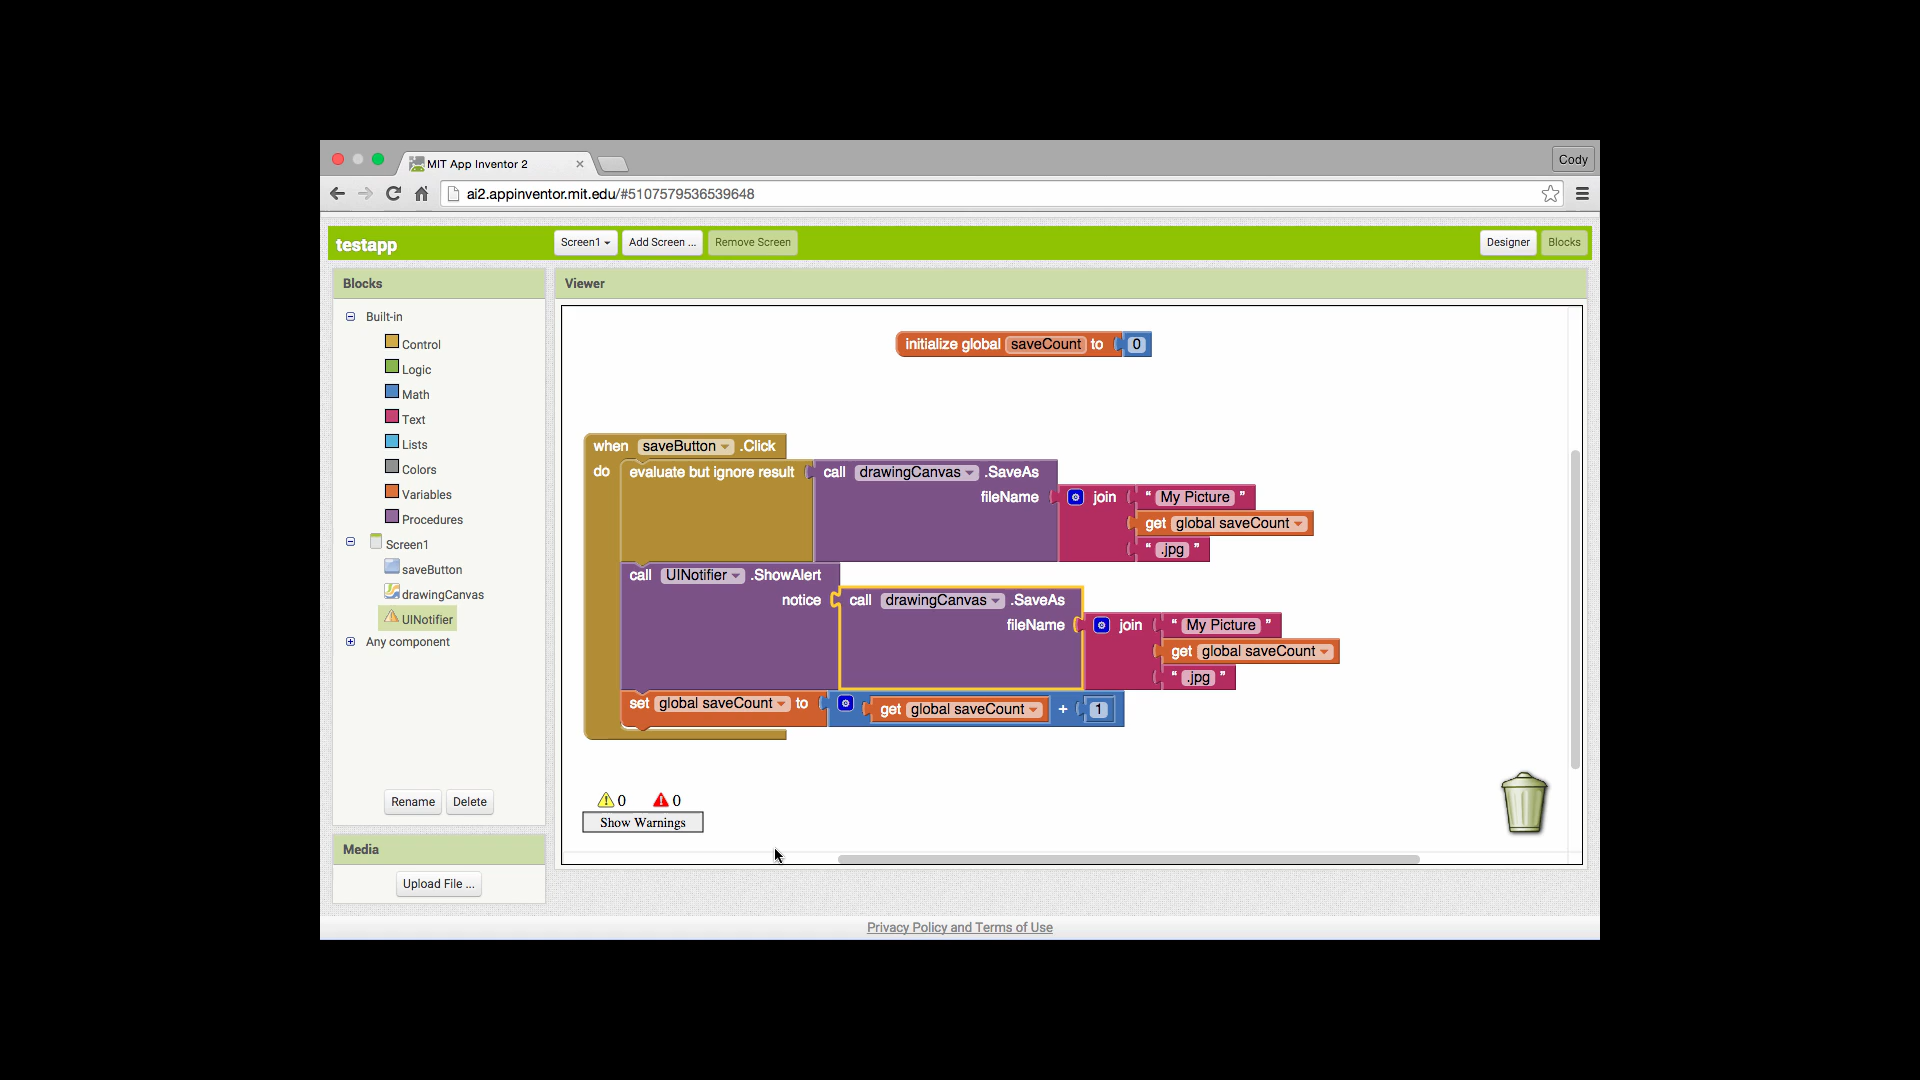 MIT App Inventor 2
Cody
ai2.appinventor.mit.edu/#5107579536539648
testapp
Screen1
Add Screen ...
Remove Screen
Designer
Blocks
Blocks
Viewer
Built-in
Control
Logic
Math
Text
Lists
Colors
Variables
Procedures
Screen1
saveButton
drawingCanvas
UINotifier
Any component
Rename
Delete
Media
Upload File ...
initialize global saveCount to 0
when saveButton .Click
do evaluate but ignore result call drawingCanvas .SaveAs
fileName join " My Picture "
get global saveCount
" .jpg "
call UINotifier .ShowAlert
notice call drawingCanvas .SaveAs
fileName join " My Picture "
get global saveCount
" .jpg "
set global saveCount to get global saveCount + 1
0 0
Show Warnings
Privacy Policy and Terms of Use